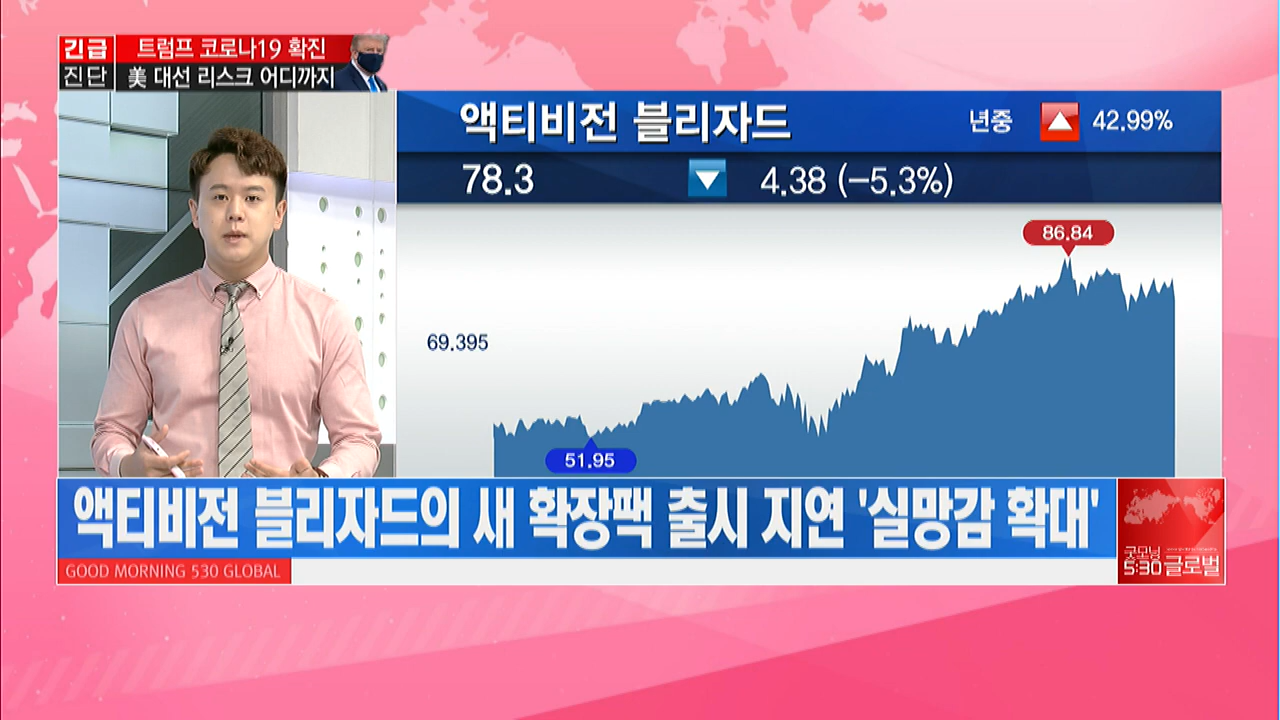 긴급 트럼프 코로나19 확진
진단 美 대선 리스크 어디까지
액티비전 블리자드 년중 ▲ 42.99%
78.3 ▼ 4.38 (-5.3%)
86.84
69.395
51.95
액티비전 블리자드의 새 확장팩 출시 지연 '실망감 확대'
GOOD MORNING 530 GLOBAL
굿모닝
5:30 글로벌